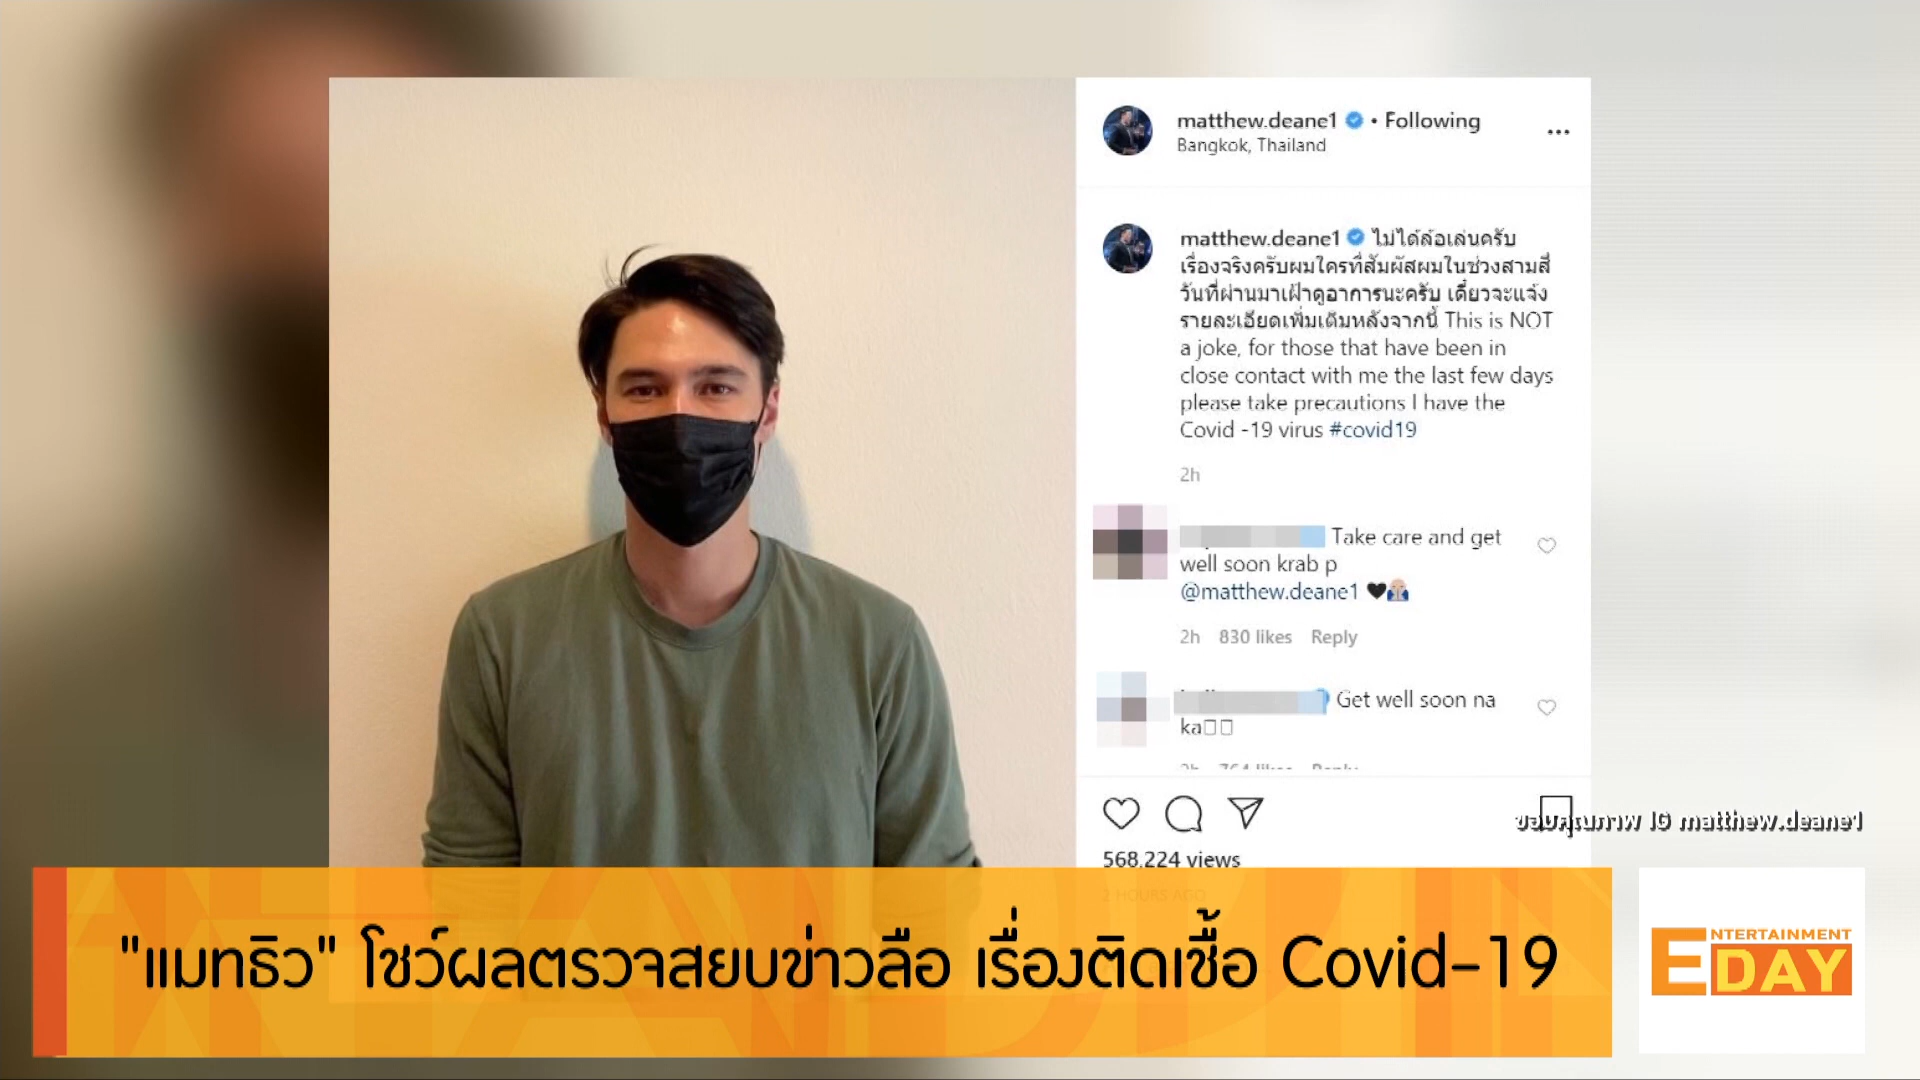 matthew.deane1 • Following
Bangkok, Thailand
matthew.deane1 ไม่ได้ล้อเล่นครับ
เรื่องจริงครับผมใครที่สัมผัสผมในช่วงสามสี่
วันที่ผ่านมาเฝ้าดูอาการนะครับ เดี๋ยวจะแจ้ง
รายละเอียดเพิ่มเติมหลังจากนี้ This is NOT
a joke, for those that have been in
close contact with me the last few days
please take precautions I have the
Covid -19 virus #covid19
2h
Take care and get
well soon krab p
@matthew.deane1
2h 830 likes Reply
Get well soon na
ka
2h 764 likes Reply
ขอบคุณภาพ IG matthew.deane1
568,224 views
2 HOURS AGO
"แมทธิว" โชว์ผลตรวจสยบข่าวลือ เรื่องติดเชื้อ Covid-19
ENTERTAINMENT
DAY